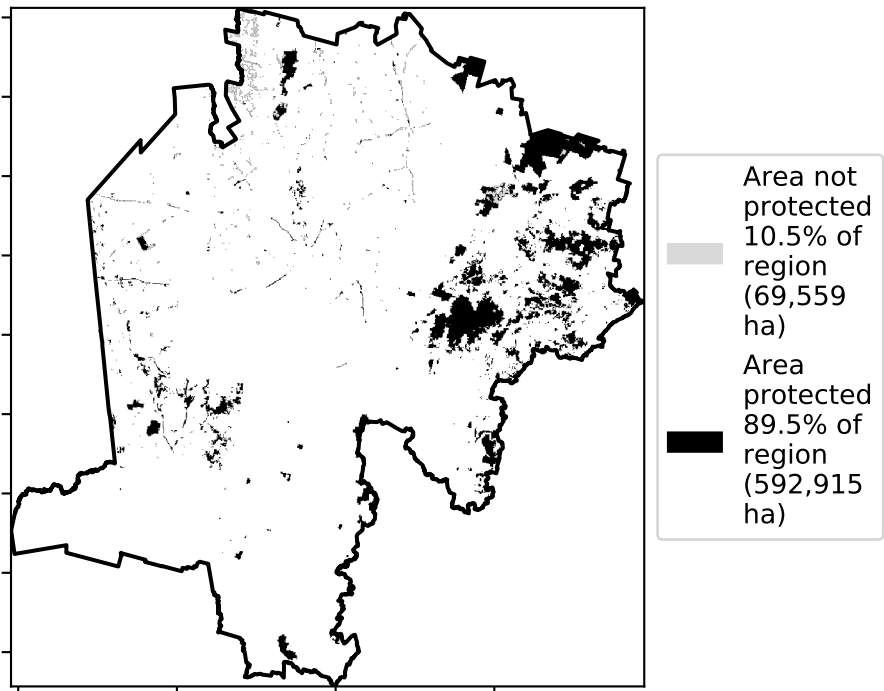 Area not
protected
10.5% of
region
(69,559
ha)
Area
protected
89.5% of
region
(592,915
ha)